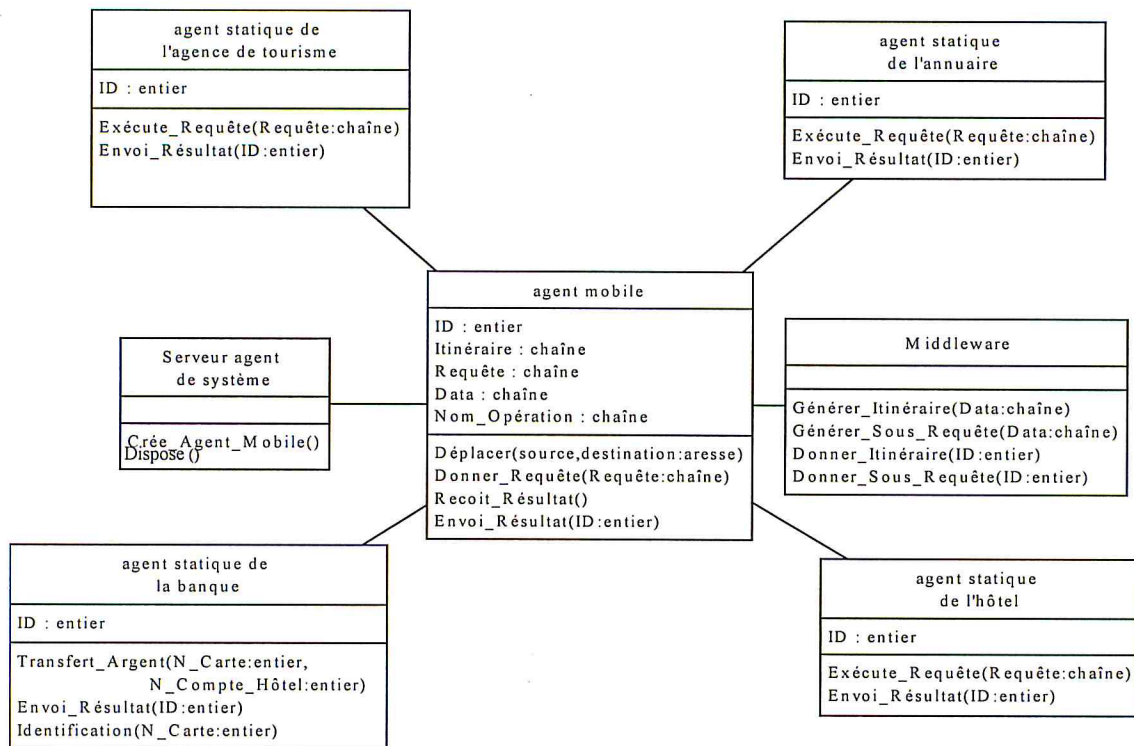 agent statique de
l'agence de tourisme
ID : entier
Exécute_Requête(Requête:chaîne)
Envoi_Résultat(ID:entier)
agent statique
de l'annuaire
ID : entier
Exécute_Requête(Requête:chaîne)
Envoi_Résultat(ID:entier)
agent mobile
ID : entier
Itinéraire : chaîne
Requête : chaîne
Data : chaîne
Nom_Opération : chaîne
Déplacer(source,destination:aresse)
Donner_Requête(Requête:chaîne)
Recoit_Résultat()
Envoi_Résultat(ID:entier)
Serveur agent
de système
Crée_Agent_Mobile()
Dispose()
Middleware
Générer_Itinéraire(Data:chaîne)
Générer_Sous_Requête(Data:chaîne)
Donner_Itinéraire(ID:entier)
Donner_Sous_Requête(ID:entier)
agent statique de
la banque
ID : entier
Transfert_Argent(N_Carte:entier,
N_Compte_Hôtel:entier)
Envoi_Résultat(ID:entier)
Identification(N_Carte:entier)
agent statique
de l'hôtel
ID : entier
Exécute_Requête(Requête:chaîne)
Envoi_Résultat(ID:entier)